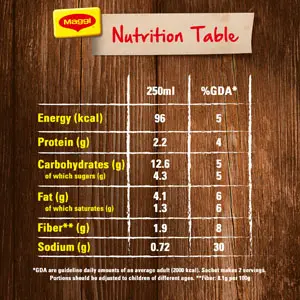 Maggi
Nutrition Table
250ml %GDA*
Energy (kcal) 96 5
Protein (g) 2.2 4
Carbohydrates (g) 12.6 5
of which sugars (g) 4.3 5
Fat (g) 4.1 6
of which saturates (g) 1.3 6
Fiber** (g) 1.9 8
Sodium (g) 0.72 30
*GDA are guideline daily amounts of an average adult (2000 kcal). Sachet makes 2 servings.
Portions should be adjusted to children of different ages. **Fiber: 8.1g per 100g